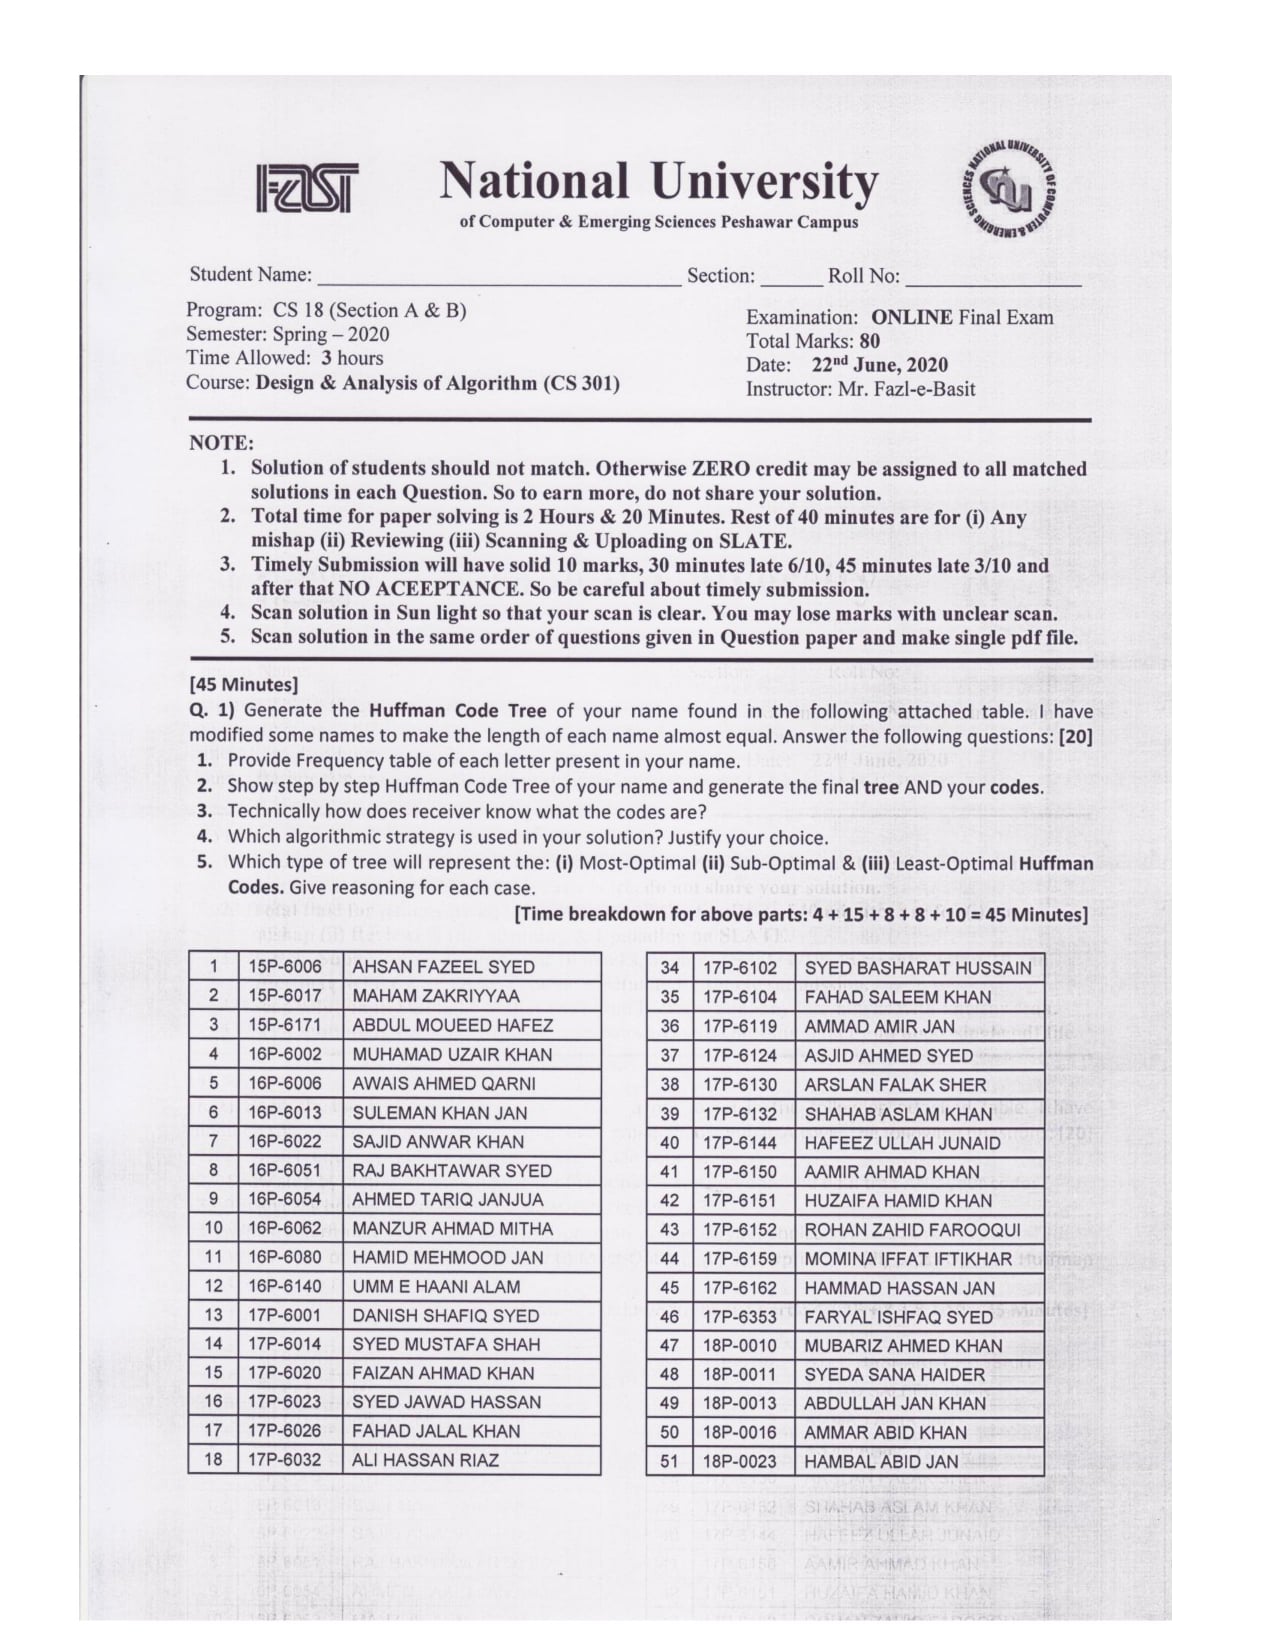 FAST
National University
of Computer & Emerging Sciences Peshawar Campus
NATIONAL UNIVERSITY OF COMPUTER & EMERGING SCIENCES
nu
Student Name: ____ Section: ____ Roll No: ____
Program: CS 18 (Section A & B)
Semester: Spring – 2020
Time Allowed: 3 hours
Course: Design & Analysis of Algorithm (CS 301)
Examination: ONLINE Final Exam
Total Marks: 80
Date: 22nd June, 2020
Instructor: Mr. Fazl-e-Basit
NOTE:
1. Solution of students should not match. Otherwise ZERO credit may be assigned to all matched
solutions in each Question. So to earn more, do not share your solution.
2. Total time for paper solving is 2 Hours & 20 Minutes. Rest of 40 minutes are for (i) Any
mishap (ii) Reviewing (iii) Scanning & Uploading on SLATE.
3. Timely Submission will have solid 10 marks, 30 minutes late 6/10, 45 minutes late 3/10 and
after that NO ACEEPTANCE. So be careful about timely submission.
4. Scan solution in Sun light so that your scan is clear. You may lose marks with unclear scan.
5. Scan solution in the same order of questions given in Question paper and make single pdf file.
[45 Minutes]
Q. 1) Generate the Huffman Code Tree of your name found in the following attached table. I have
modified some names to make the length of each name almost equal. Answer the following questions: [20]
1. Provide Frequency table of each letter present in your name.
2. Show step by step Huffman Code Tree of your name and generate the final tree AND your codes.
3. Technically how does receiver know what the codes are?
4. Which algorithmic strategy is used in your solution? Justify your choice.
5. Which type of tree will represent the: (i) Most-Optimal (ii) Sub-Optimal & (iii) Least-Optimal Huffman
Codes. Give reasoning for each case.
[Time breakdown for above parts: 4 + 15 + 8 + 8 + 10 = 45 Minutes]
1 15P-6006 AHSAN FAZEEL SYED
2 15P-6017 MAHAM ZAKRIYYAA
3 15P-6171 ABDUL MOUEED HAFEZ
4 16P-6002 MUHAMAD UZAIR KHAN
5 16P-6006 AWAIS AHMED QARNI
6 16P-6013 SULEMAN KHAN JAN
7 16P-6022 SAJID ANWAR KHAN
8 16P-6051 RAJ BAKHTAWAR SYED
9 16P-6054 AHMED TARIQ JANJUA
10 16P-6062 MANZUR AHMAD MITHA
11 16P-6080 HAMID MEHMOOD JAN
12 16P-6140 UMM E HAANI ALAM
13 17P-6001 DANISH SHAFIQ SYED
14 17P-6014 SYED MUSTAFA SHAH
15 17P-6020 FAIZAN AHMAD KHAN
16 17P-6023 SYED JAWAD HASSAN
17 17P-6026 FAHAD JALAL KHAN
18 17P-6032 ALI HASSAN RIAZ
34 17P-6102 SYED BASHARAT HUSSAIN
35 17P-6104 FAHAD SALEEM KHAN
36 17P-6119 AMMAD AMIR JAN
37 17P-6124 ASJID AHMED SYED
38 17P-6130 ARSLAN FALAK SHER
39 17P-6132 SHAHAB ASLAM KHAN
40 17P-6144 HAFEEZ ULLAH JUNAID
41 17P-6150 AAMIR AHMAD KHAN
42 17P-6151 HUZAIFA HAMID KHAN
43 17P-6152 ROHAN ZAHID FAROOQUI
44 17P-6159 MOMINA IFFAT IFTIKHAR
45 17P-6162 HAMMAD HASSAN JAN
46 17P-6353 FARYAL ISHFAQ SYED
47 18P-0010 MUBARIZ AHMED KHAN
48 18P-0011 SYEDA SANA HAIDER
49 18P-0013 ABDULLAH JAN KHAN
50 18P-0016 AMMAR ABID KHAN
51 18P-0023 HAMBAL ABID JAN